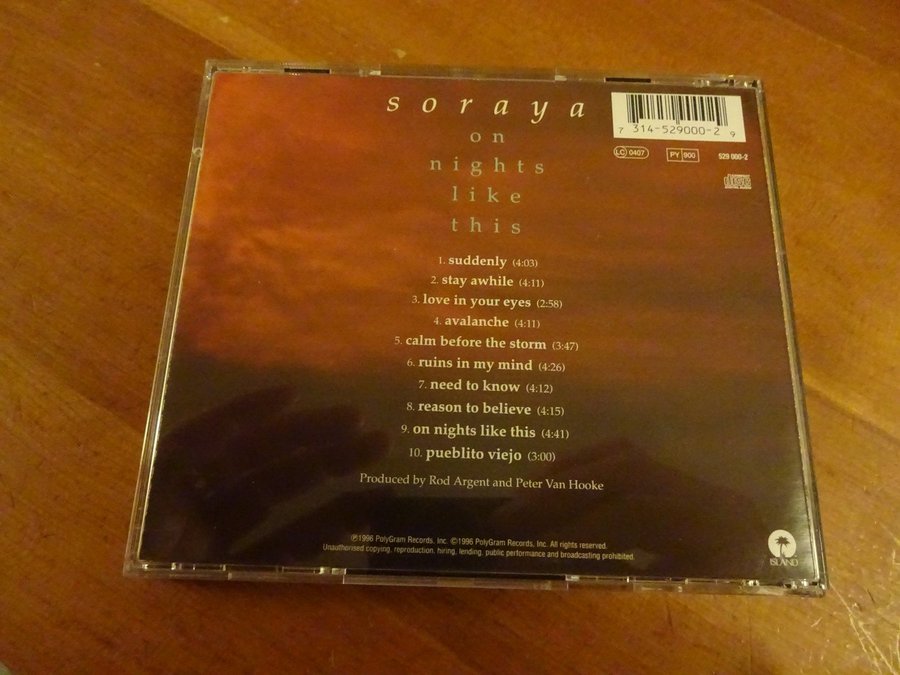 soraya
on
nights
like
this
7 314-529000-2 9
LC 0407
PY 900
529 000-2
1. suddenly (4:03)
2. stay awhile (4:11)
3. love in your eyes (2:58)
4. avalanche (4:11)
5. calm before the storm (3:47)
6. ruins in my mind (4:26)
7. need to know (4:12)
8. reason to believe (4:15)
9. on nights like this (4:41)
10. pueblito viejo (3:00)
Produced by Rod Argent and Peter Van Hooke
℗1996 PolyGram Records, Inc. ©1996 PolyGram Records, Inc. All rights reserved.
Unauthorised copying, reproduction, hiring, lending, public performance and broadcasting prohibited.
ISLAND